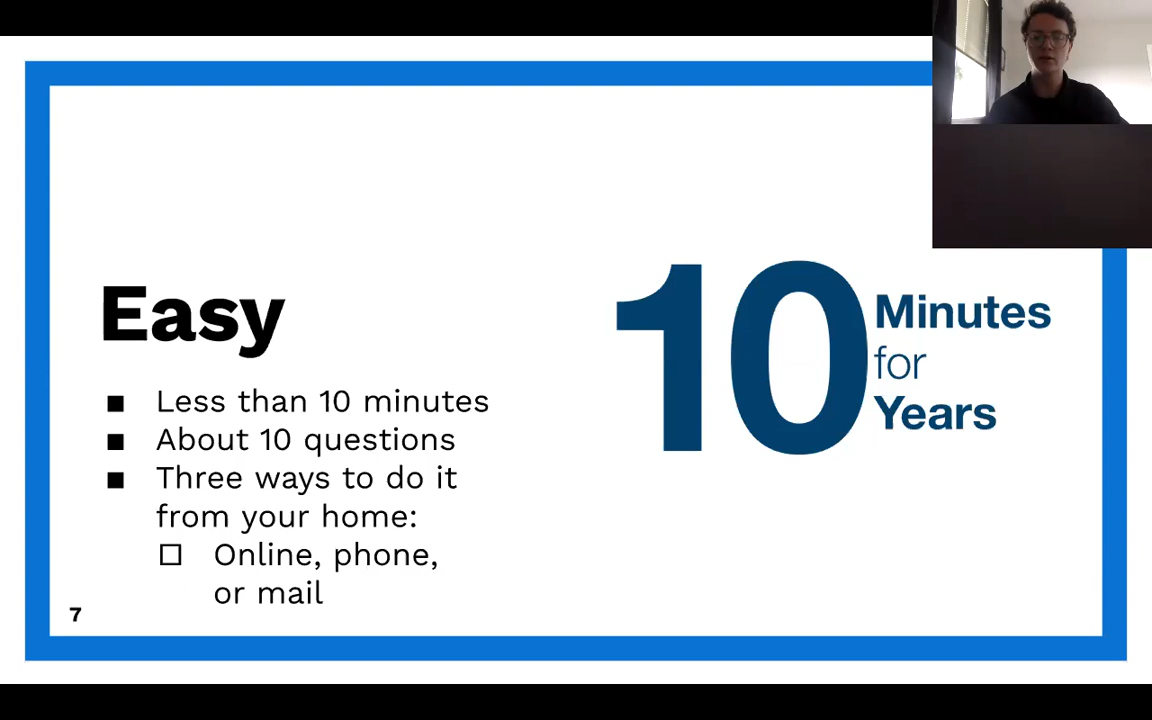 Easy
■ Less than 10 minutes
■ About 10 questions
■ Three ways to do it
from your home:
□ Online, phone,
or mail
10 Minutes
for
Years
7